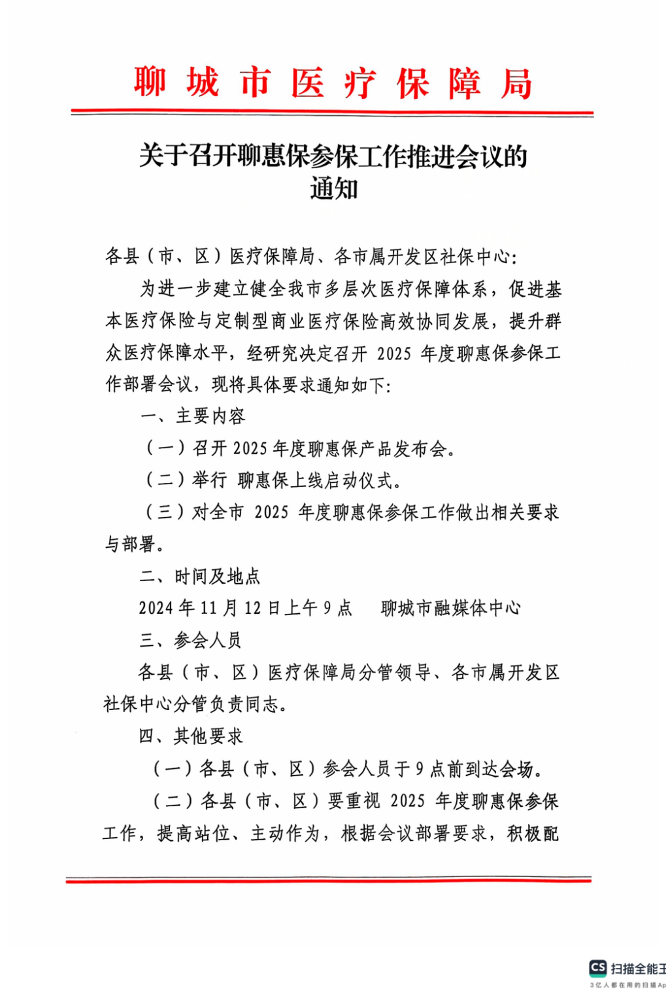 聊城市医疗保障局
关于召开聊惠保参保工作推进会议的
通知
各县（市、区）医疗保障局、各市属开发区社保中心：
为进一步建立健全我市多层次医疗保障体系，促进基
本医疗保险与定制型商业医疗保险高效协同发展，提升群
众医疗保障水平，经研究决定召开 2025 年度聊惠保参保工
作部署会议，现将具体要求通知如下：
一、主要内容
（一）召开 2025 年度聊惠保产品发布会。
（二）举行 聊惠保上线启动仪式。
（三）对全市 2025 年度聊惠保参保工作做出相关要求
与部署。
二、时间及地点
2024 年 11 月 12 日上午 9 点 聊城市融媒体中心
三、参会人员
各县（市、区）医疗保障局分管领导、各市属开发区
社保中心分管负责同志。
四、其他要求
（一）各县（市、区）参会人员于 9 点前到达会场。
（二）各县（市、区）要重视 2025 年度聊惠保参保
工作，提高站位、主动作为，根据会议部署要求，积极配
CS 扫描全能王
3亿人都在用的扫描Ap